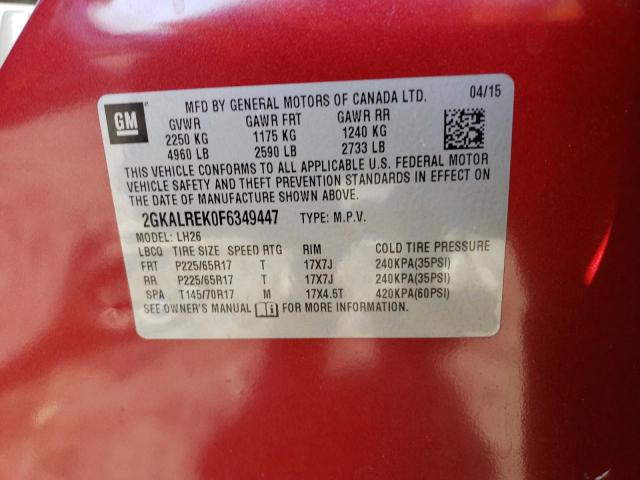 GM
MFD BY GENERAL MOTORS OF CANADA LTD. 04/15
GVWR GAWR FRT GAWR RR
2250 KG 1175 KG 1240 KG
4960 LB 2590 LB 2733 LB
THIS VEHICLE CONFORMS TO ALL APPLICABLE U.S. FEDERAL MOTOR
VEHICLE SAFETY AND THEFT PREVENTION STANDARDS IN EFFECT ON
THE DATE OF MANUFACTURE SHOWN ABOVE.
2GKALREK0F6349447 TYPE: M.P.V.
MODEL: LH26
LBCQ TIRE SIZE SPEED RTG RIM COLD TIRE PRESSURE
FRT P225/65R17 T 17X7J 240KPA(35PSI)
RR P225/65R17 T 17X7J 240KPA(35PSI)
SPA T145/70R17 M 17X4.5T 420KPA(60PSI)
SEE OWNER'S MANUAL FOR MORE INFORMATION.